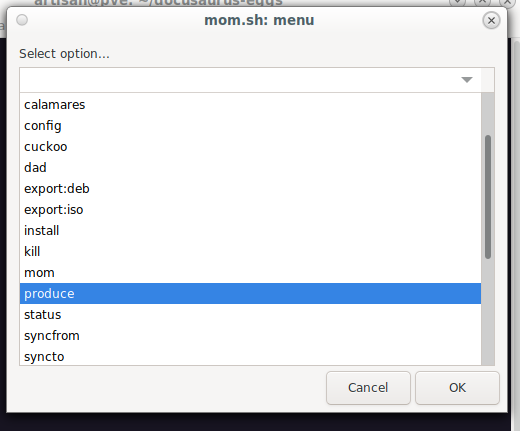 artisan@pve: ~/docusaurus-eggs
mom.sh: menu
Select option...
calamares
config
cuckoo
dad
export:deb
export:iso
install
kill
mom
produce
status
syncfrom
syncto
Cancel
OK